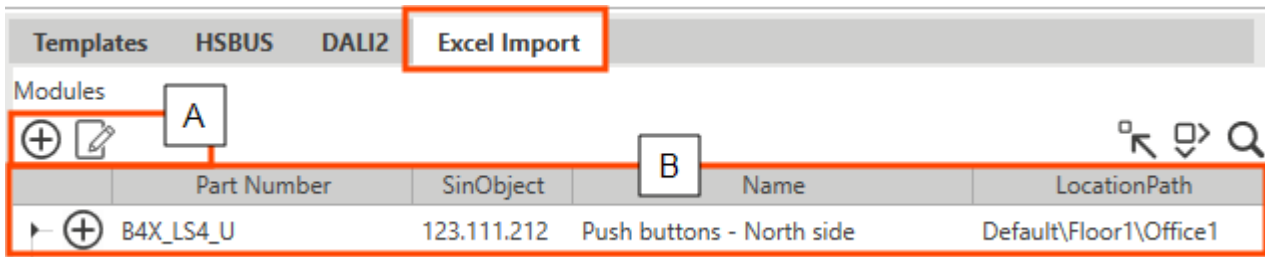 Templates HSBUS DALI2 Excel Import
Modules
A
B
Part Number SinObject Name LocationPath
B4X_LS4_U 123.111.212 Push buttons - North side Default\Floor1\Office1